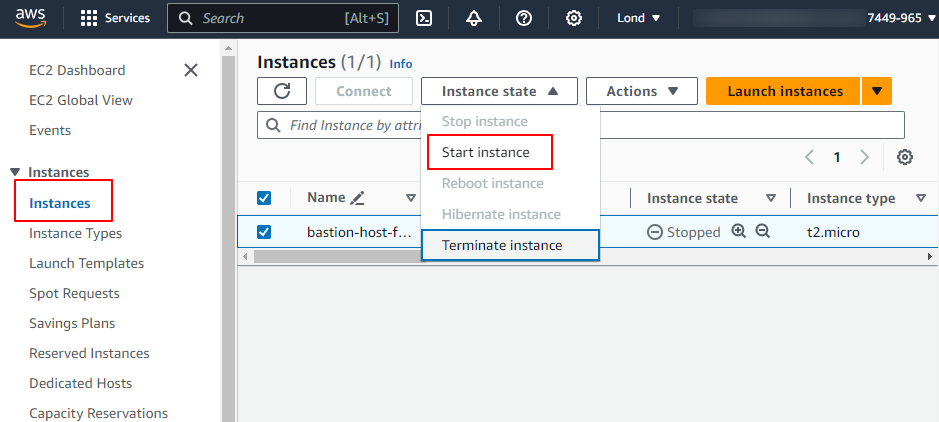 aws Services Search [Alt+S] Lond 7449-965
EC2 Dashboard
EC2 Global View
Events
Instances
Instances
Instance Types
Launch Templates
Spot Requests
Savings Plans
Reserved Instances
Dedicated Hosts
Capacity Reservations
Instances (1/1) Info
Connect Instance state Actions Launch instances
Find Instance by attri
Stop instance
Start instance
Reboot instance
Hibernate instance
Terminate instance
1
Name Instance state Instance type
bastion-host-f... Stopped t2.micro